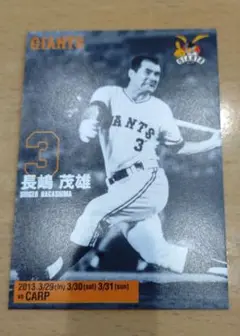 GIANTS
GIANTS
3
長嶋 茂雄
SHIGEO NAGASHIMA
IANTS
3
2013.3/29(fri) 3/30(sat) 3/31(sun)
vs CARP